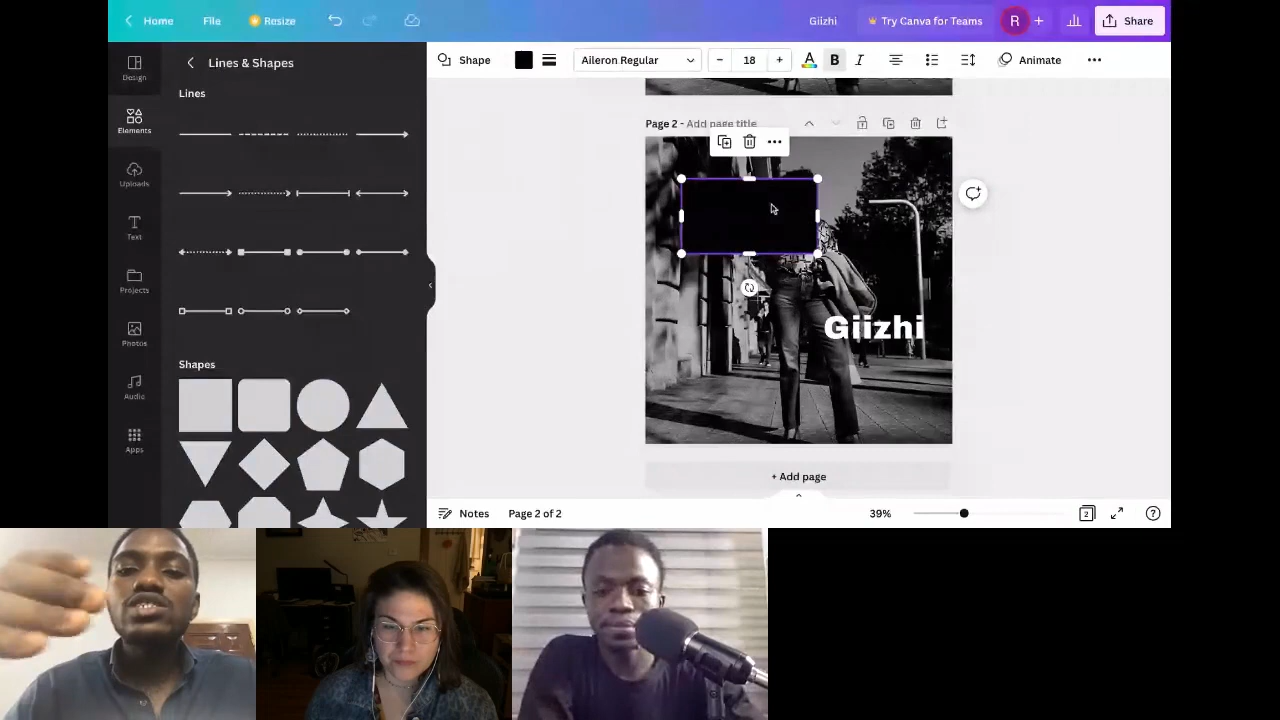 Home File Resize Giizhi Try Canva for Teams R + Share
Design
Elements
Uploads
Text
Projects
Photos
Audio
Apps
Lines & Shapes
Lines
Shapes
Shape Aileron Regular – 18 + A B I Animate
Page 2 - Add page title
Giizhi
+ Add page
Notes Page 2 of 2 39% 2 ?